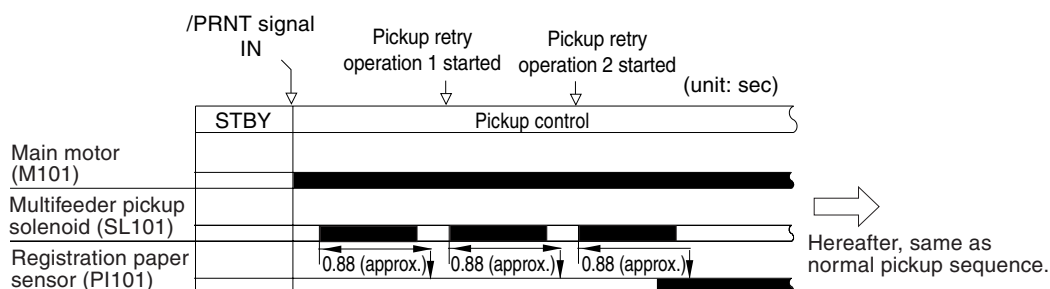 /PRNT signal
IN
Pickup retry
operation 1 started
Pickup retry
operation 2 started
(unit: sec)
STBY
Pickup control
Main motor
(M101)
Multifeeder pickup
solenoid (SL101)
Registration paper
sensor (PI101)
0.88 (approx.)
0.88 (approx.)
0.88 (approx.)
Hereafter, same as
normal pickup sequence.